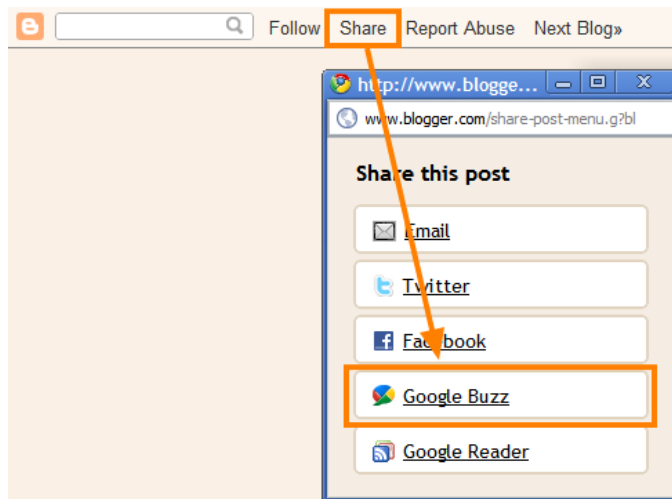 Follow Share Report Abuse Next Blog»
http://www.blogge...
www.blogger.com/share-post-menu.g?bl
Share this post
Email
Twitter
Facebook
Google Buzz
Google Reader